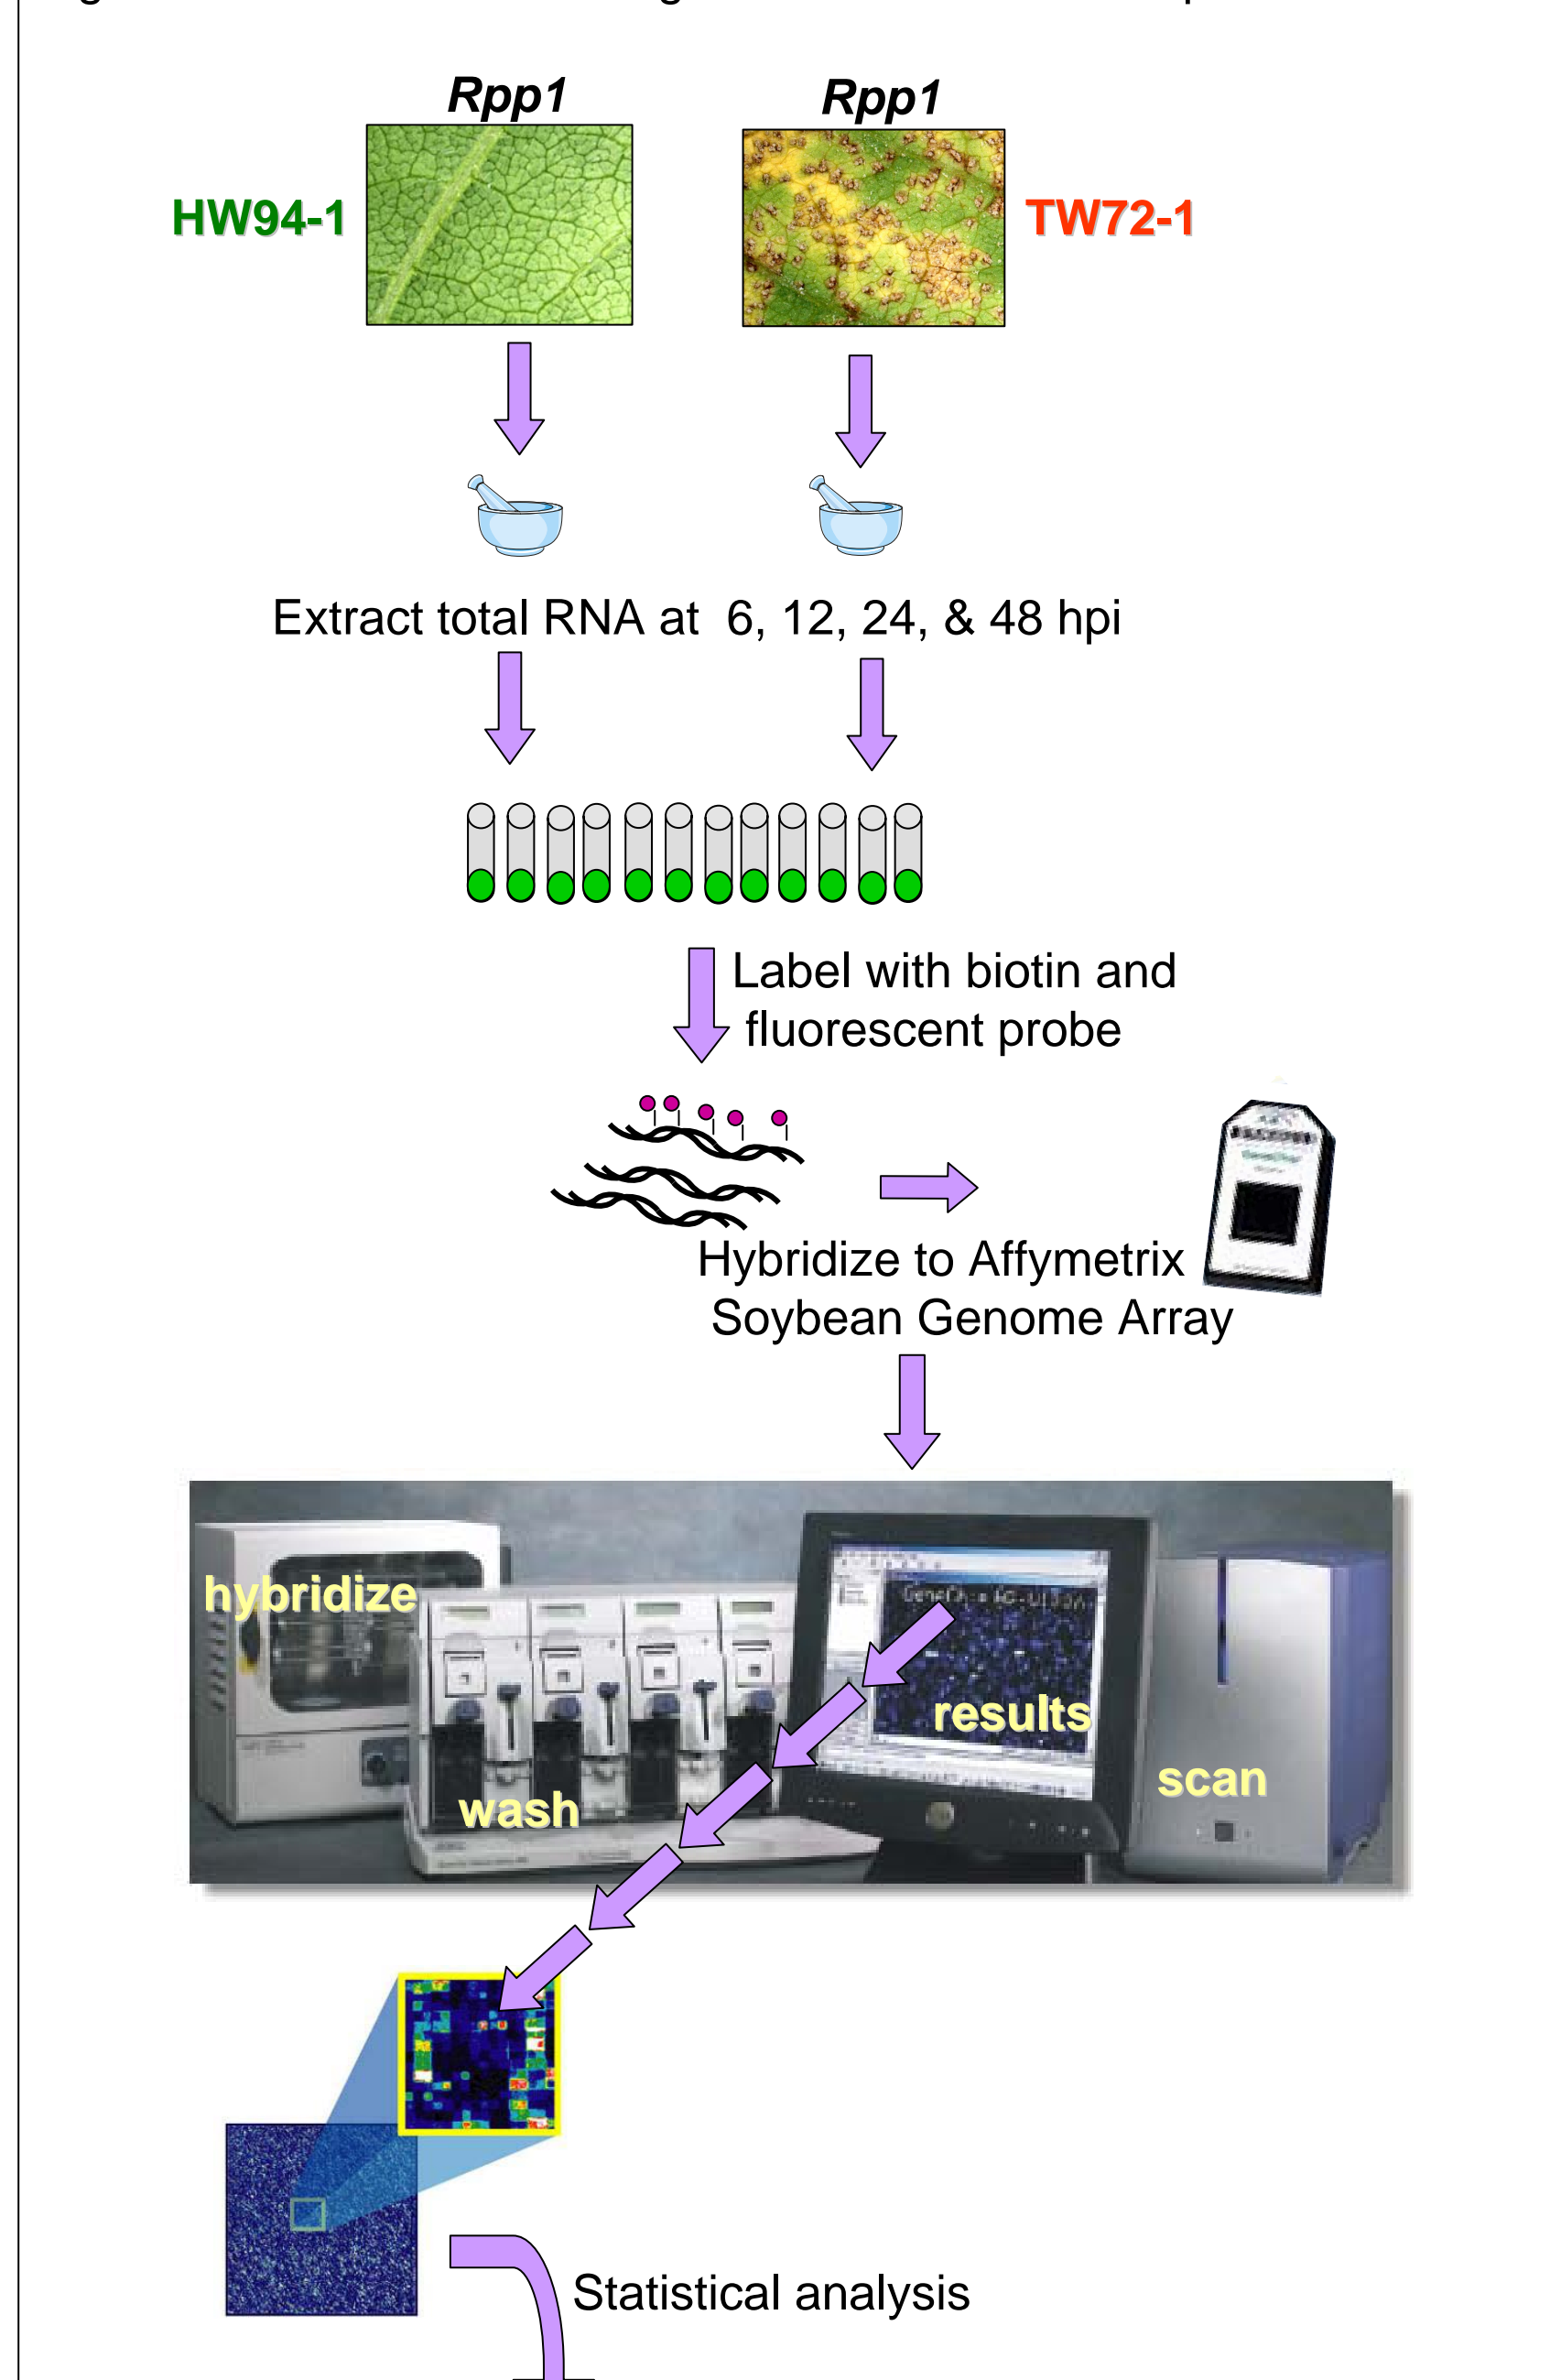 Rpp1
Rpp1
HW94-1
TW72-1
Extract total RNA at 6, 12, 24, & 48 hpi
Label with biotin and
fluorescent probe
Hybridize to Affymetrix
Soybean Genome Array
hybridize
results
scan
wash
Statistical analysis